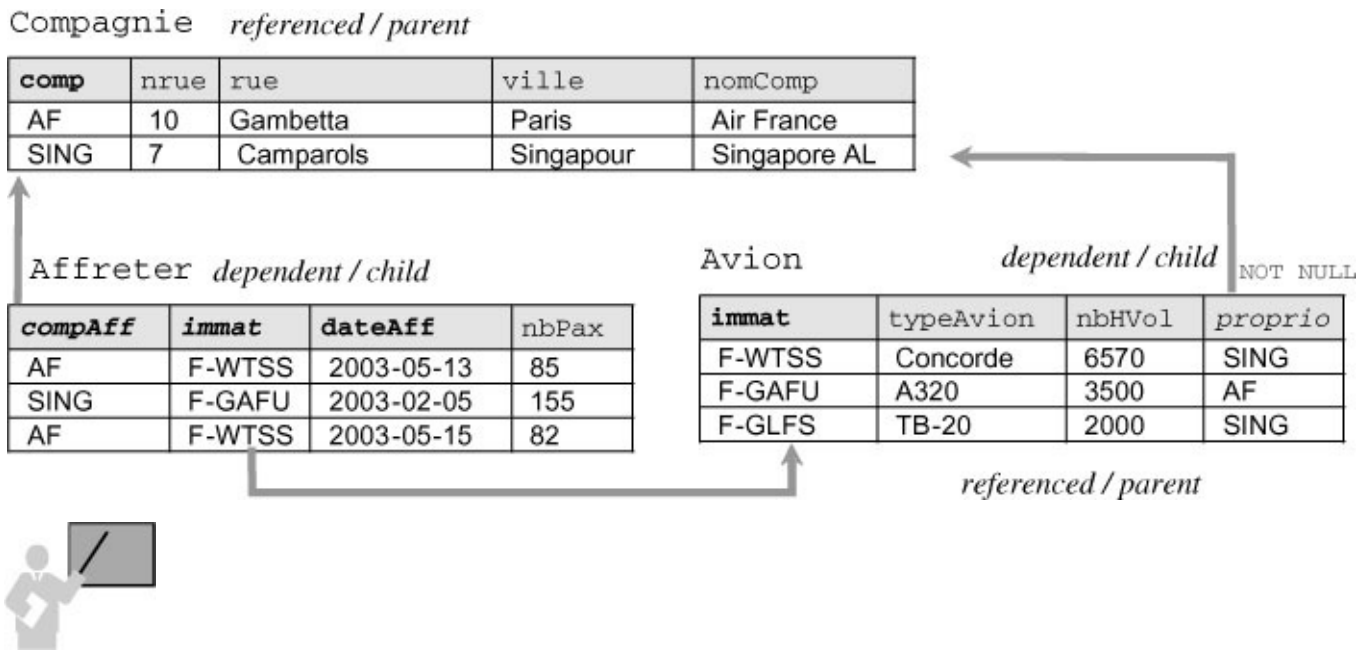 Compagnie referenced / parent
comp nrue rue ville nomComp
AF 10 Gambetta Paris Air France
SING 7 Camparols Singapour Singapore AL
Affreter dependent / child
compAff immat dateAff nbPax
AF F-WTSS 2003-05-13 85
SING F-GAFU 2003-02-05 155
AF F-WTSS 2003-05-15 82
Avion dependent / child NOT NULL
immat typeAvion nbHVol proprio
F-WTSS Concorde 6570 SING
F-GAFU A320 3500 AF
F-GLFS TB-20 2000 SING
referenced / parent